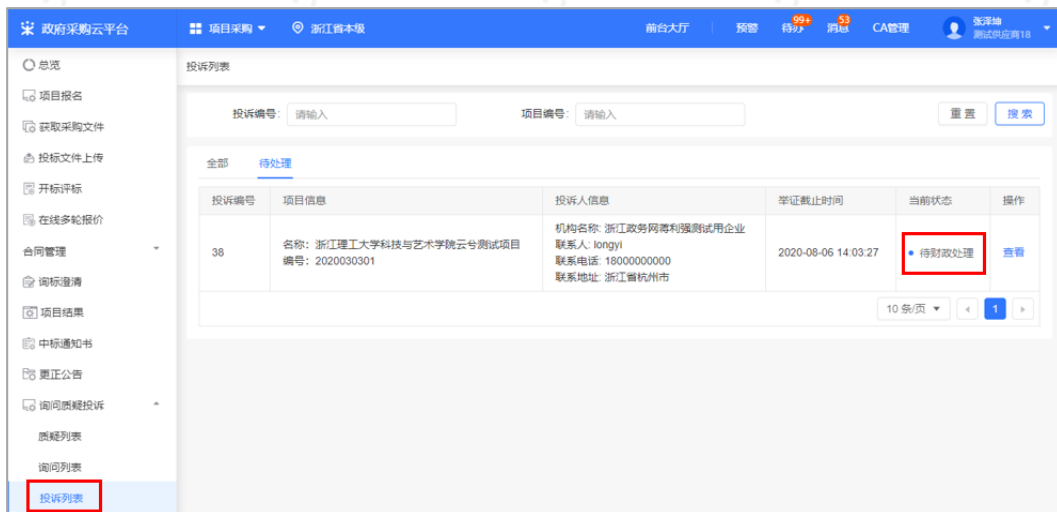 政府采购云平台
项目采购
浙江省本级
前台大厅
预警
待办
99+
消息
53
CA管理
张泽坤
测试供应商18
总览
项目报名
获取采购文件
投标文件上传
开标评标
在线多轮报价
合同管理
询标澄清
项目结果
中标通知书
更正公告
询问质疑投诉
质疑列表
询问列表
投诉列表
投诉列表
投诉编号: 请输入
项目编号: 请输入
重置
搜索
全部
待处理
投诉编号 项目信息 投诉人信息 举证截止时间 当前状态 操作
38
名称：浙江理工大学科技与艺术学院云兮测试项目
编号：2020030301
机构名称: 浙江政务网蒋利强测试用企业
联系人: longyi
联系电话: 18000000000
联系地址: 浙江省杭州市
2020-08-06 14:03:27
待财政处理
查看
10 条/页
1